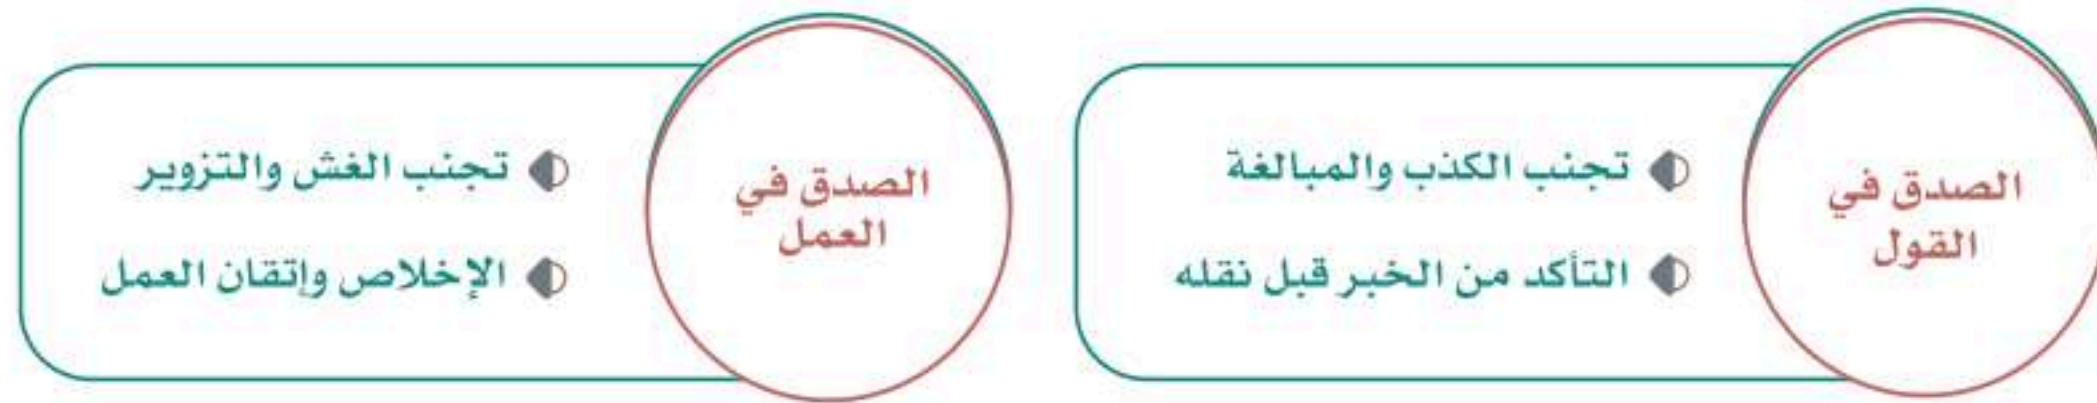 الصدق في
القول
تجنب الكذب والمبالغة
التأكد من الخبر قبل نقله
الصدق في
العمل
تجنب الغش والتزوير
الإخلاص وإتقان العمل